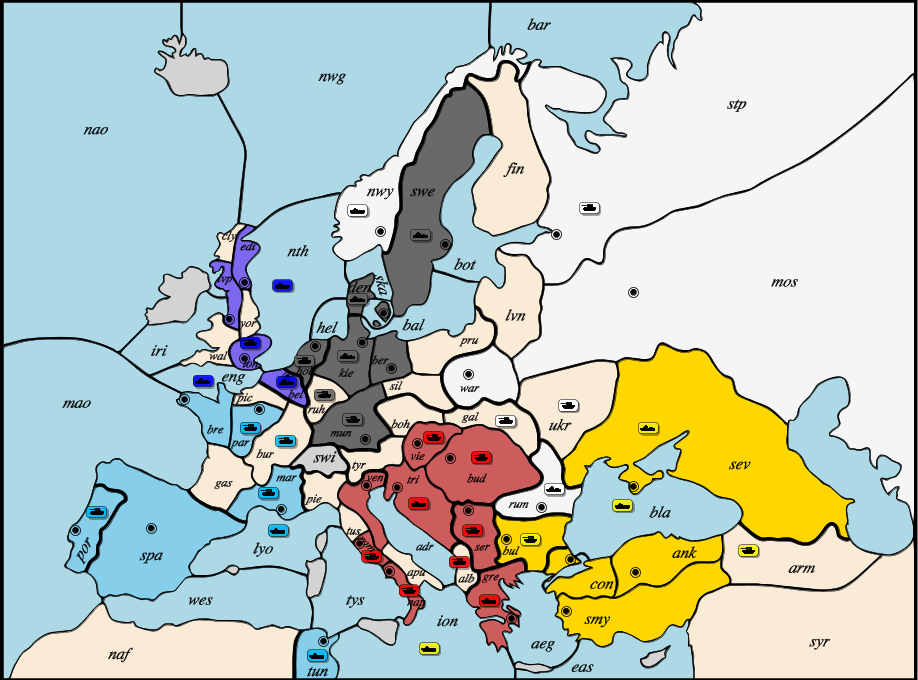 bar
nwg
stp
nao
fin
nwy
swe
cly
edi
nth
bot
mos
den
ska
lvp
lvn
yor
hel
bal
iri
wal
lon
hol
kie
ber
pru
eng
bel
sil
war
mao
pic
ruh
bre
par
mun
boh
gal
ukr
bur
swi
vie
tyr
sev
gas
mar
pie
ven
tri
bud
rum
bla
por
spa
lyo
tus
rom
adr
ser
bul
ank
arm
apu
alb
gre
con
wes
tys
nap
ion
smy
naf
tun
aeg
eas
syr